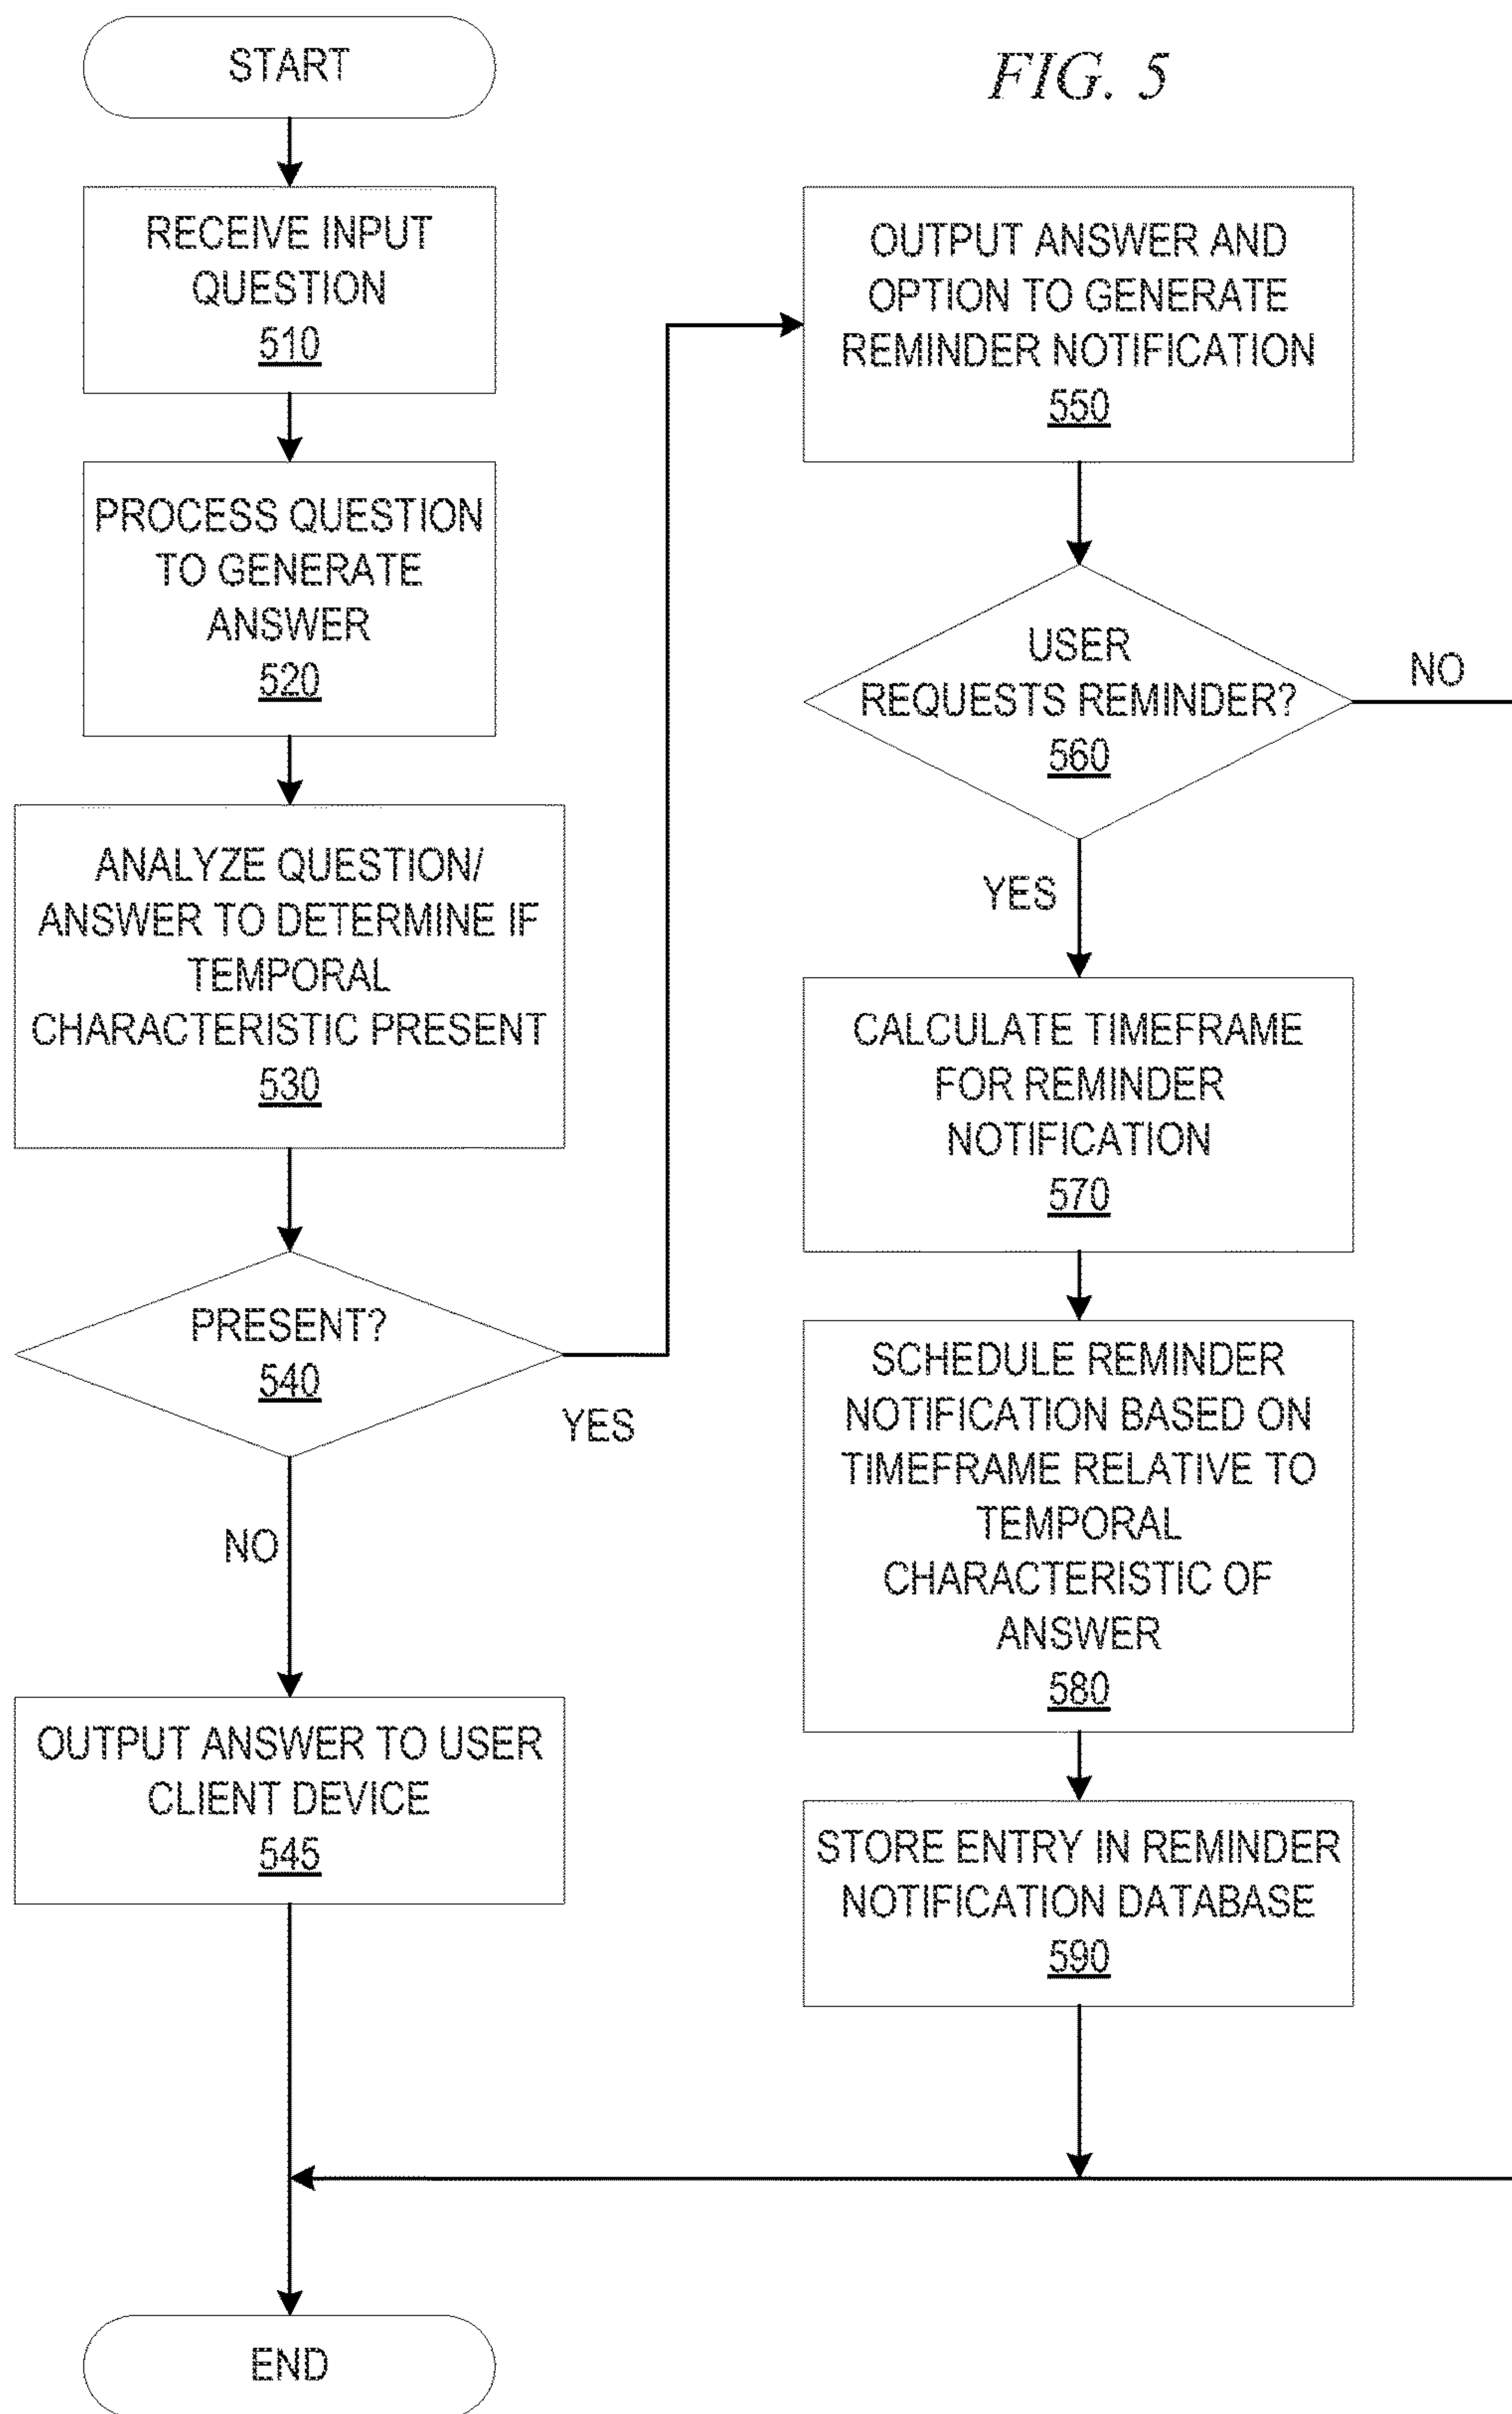 START
FIG. 5
RECEIVE INPUT
QUESTION
510
PROCESS QUESTION
TO GENERATE
ANSWER
520
ANALYZE QUESTION/
ANSWER TO DETERMINE IF
TEMPORAL
CHARACTERISTIC PRESENT
530
PRESENT?
540
YES
NO
OUTPUT ANSWER TO USER
CLIENT DEVICE
545
OUTPUT ANSWER AND
OPTION TO GENERATE
REMINDER NOTIFICATION
550
USER
REQUESTS REMINDER?
560
NO
YES
CALCULATE TIMEFRAME
FOR REMINDER
NOTIFICATION
570
SCHEDULE REMINDER
NOTIFICATION BASED ON
TIMEFRAME RELATIVE TO
TEMPORAL
CHARACTERISTIC OF
ANSWER
580
STORE ENTRY IN REMINDER
NOTIFICATION DATABASE
590
END